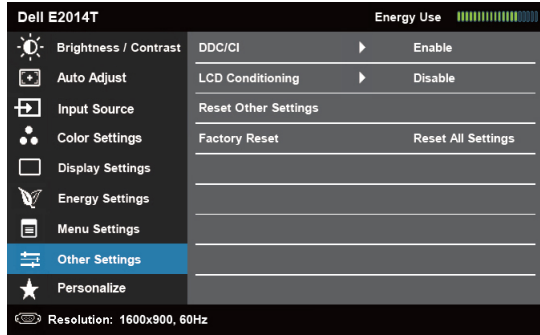 Dell E2014T Energy Use
Brightness / Contrast DDC/CI Enable
Auto Adjust LCD Conditioning Disable
Input Source Reset Other Settings
Color Settings Factory Reset Reset All Settings
Display Settings
Energy Settings
Menu Settings
Other Settings
Personalize
Resolution: 1600x900, 60Hz